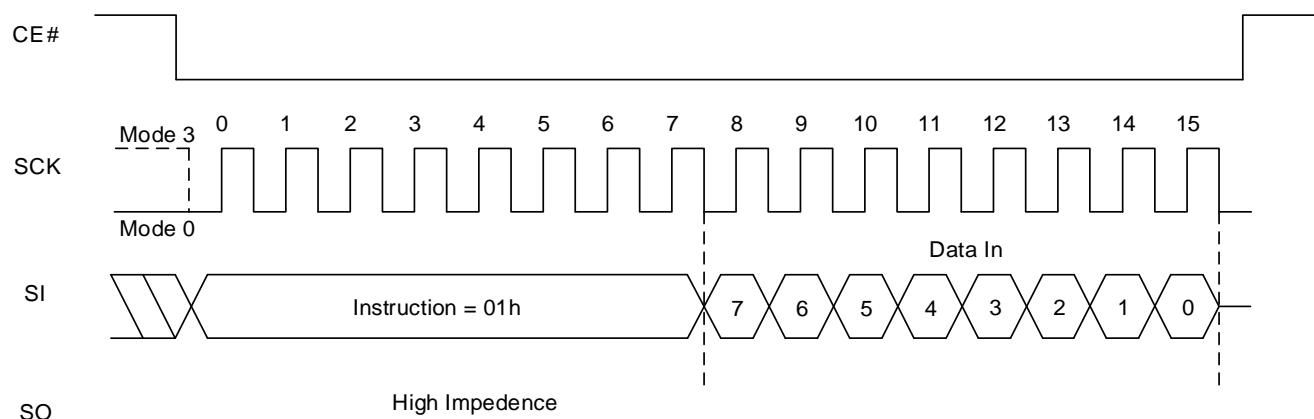 CE#
Mode 3
0 1 2 3 4 5 6 7 8 9 10 11 12 13 14 15
SCK
Mode 0
Data In
SI
Instruction = 01h
7 6 5 4 3 2 1 0
High Impedence
SO